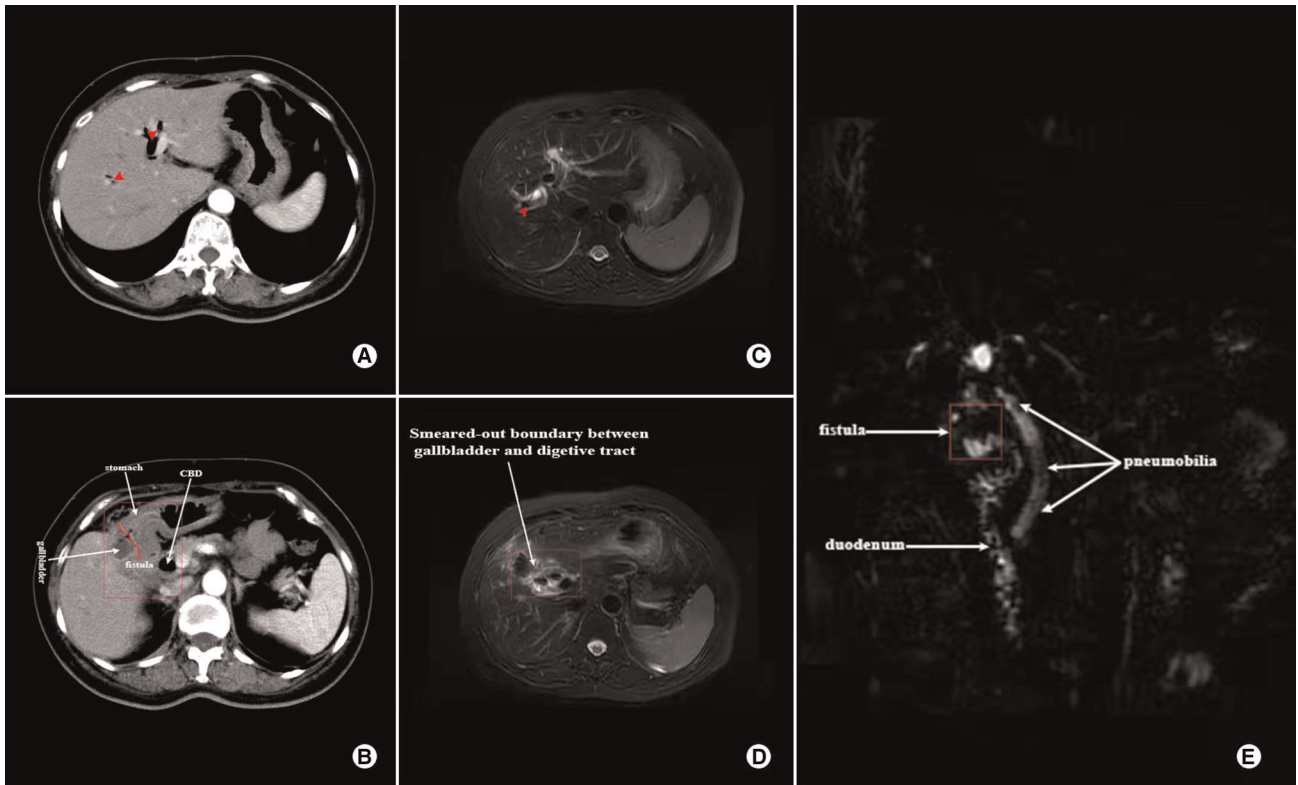 A
stomach
CBD
gallbladder
fistula
B
C
Smeared-out boundary between
gallbladder and digetive tract
D
fistula
pneumobilia
duodenum
E